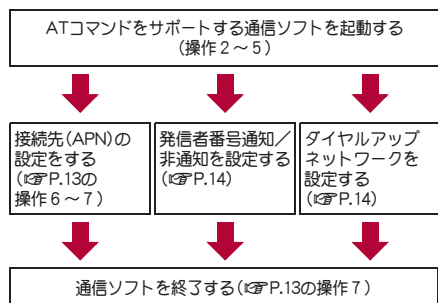 ATコマンドをサポートする通信ソフトを起動する
（操作２～５）
接続先（APN）の
設定をする
（☞P.13の
操作６～７）
発信者番号通知／
非通知を設定する
（☞P.14）
ダイヤルアップ
ネットワークを
設定する
（☞P.14）
通信ソフトを終了する（☞P.13の操作７）